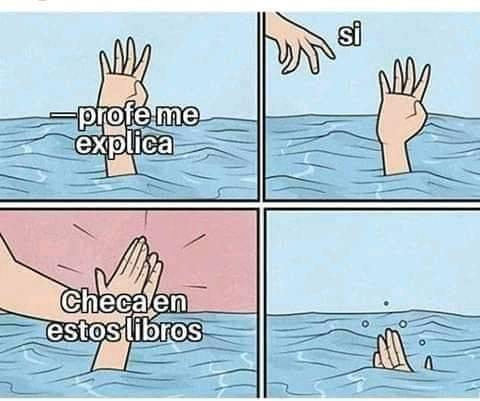 —profe me
explica
si
Checa en
estos libros